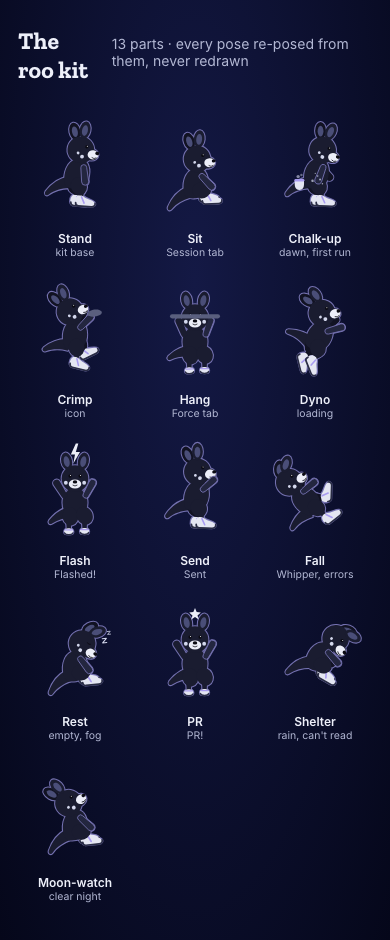 The
roo kit
13 parts · every pose re-posed from
them, never redrawn
Stand
kit base
Sit
Session tab
Chalk-up
dawn, first run
Crimp
icon
Hang
Force tab
Dyno
loading
Flash
Flashed!
Send
Sent
Fall
Whipper, errors
z
z
Rest
empty, fog
PR
PR!
Shelter
rain, can't read
Moon-watch
clear night